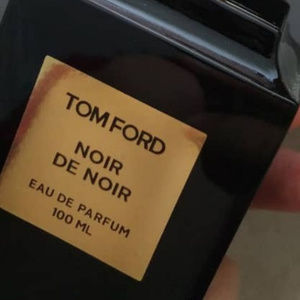 TOM FORD
NOIR
DE NOIR
EAU DE PARFUM
100 ML